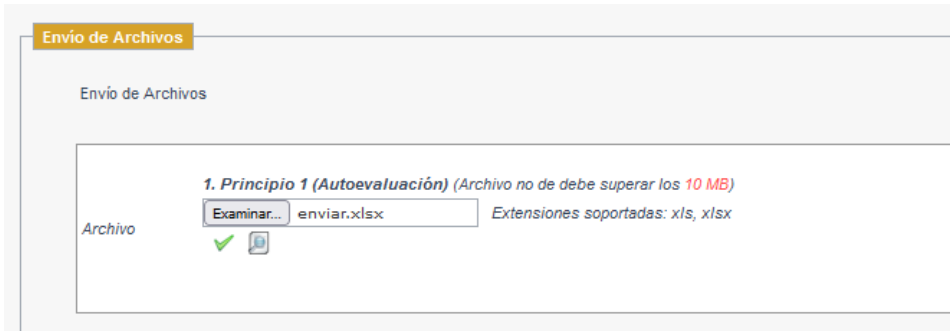 Envío de Archivos
Envío de Archivos
1. Principio 1 (Autoevaluación) (Archivo no de debe superar los 10 MB)
Archivo
Examinar... enviar.xlsx Extensiones soportadas: xls, xlsx